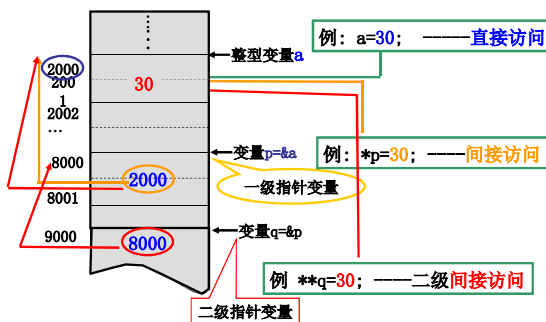 例: a=30; -----直接访问
整型变量a
2000
200
1
30
2002
…
例: *p=30; ----间接访问
变量p=&a
8000
2000
一级指针变量
8001
变量q=&p
9000
8000
例 **q=30; ----二级间接访问
二级指针变量